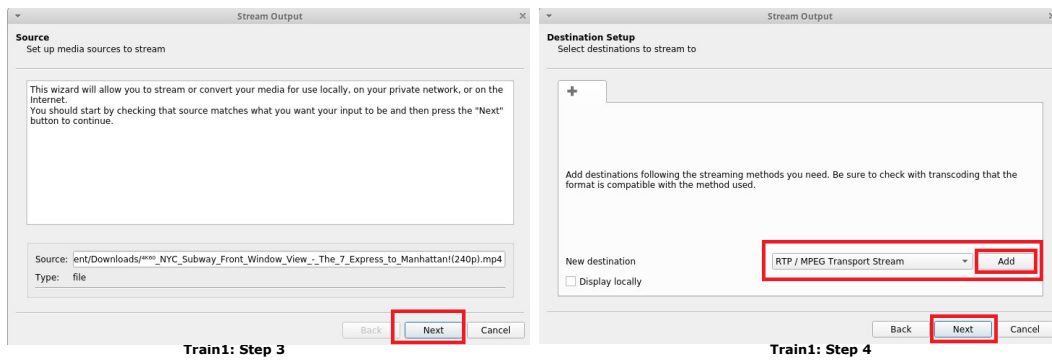 Stream Output
Source
Set up media sources to stream
This wizard will allow you to stream or convert your media for use locally, on your private network, or on the
Internet.
You should start by checking that source matches what you want your input to be and then press the "Next"
button to continue.
Source: ent/Downloads/⁴ᴷ⁶⁰_NYC_Subway_Front_Window_View_-_The_7_Express_to_Manhattan!(240p).mp4
Type: file
Back Next Cancel
Train1: Step 3
Stream Output
Destination Setup
Select destinations to stream to
Add destinations following the streaming methods you need. Be sure to check with transcoding that the
format is compatible with the method used.
New destination RTP / MPEG Transport Stream Add
Display locally
Back Next Cancel
Train1: Step 4